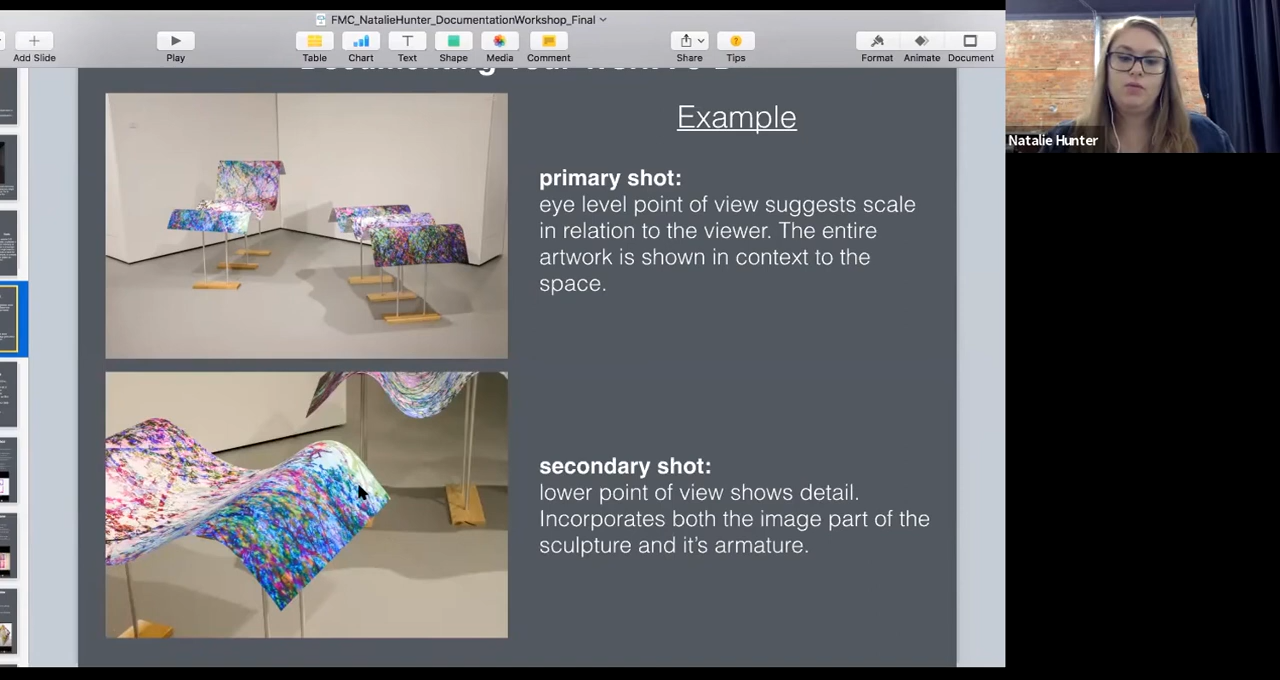 FMC_NatalieHunter_DocumentationWorkshop_Final
Add Slide
Play
Table
Chart
Text
Shape
Media
Comment
Share
Tips
Format
Animate
Document
Natalie Hunter
Example
primary shot:
eye level point of view suggests scale
in relation to the viewer. The entire
artwork is shown in context to the
space.
secondary shot:
lower point of view shows detail.
Incorporates both the image part of the
sculpture and it's armature.